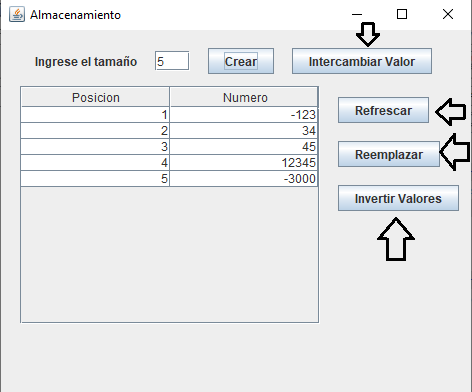 Almacenamiento
Ingrese el tamaño 5 Crear Intercambiar Valor
Posicion Numero
1 -123
2 34
3 45
4 12345
5 -3000
Refrescar
Reemplazar
Invertir Valores